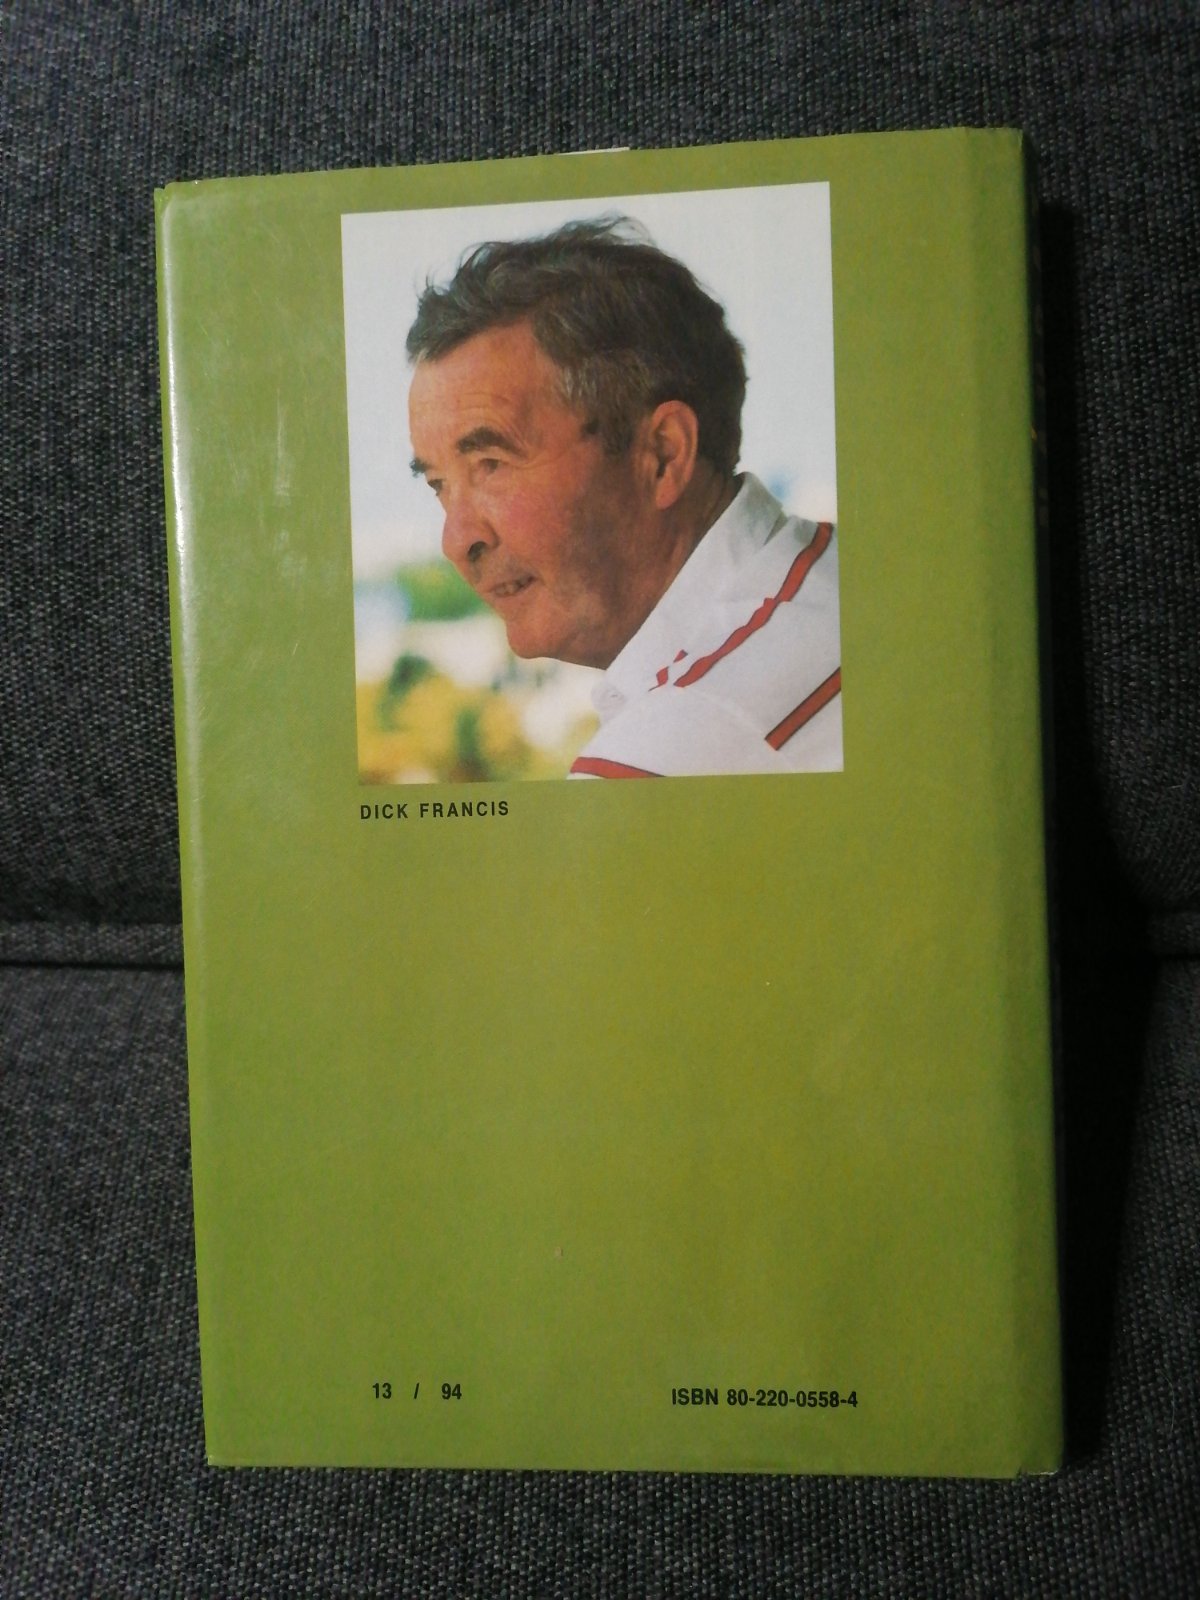 DICK FRANCIS
13 / 94
ISBN 80-220-0558-4